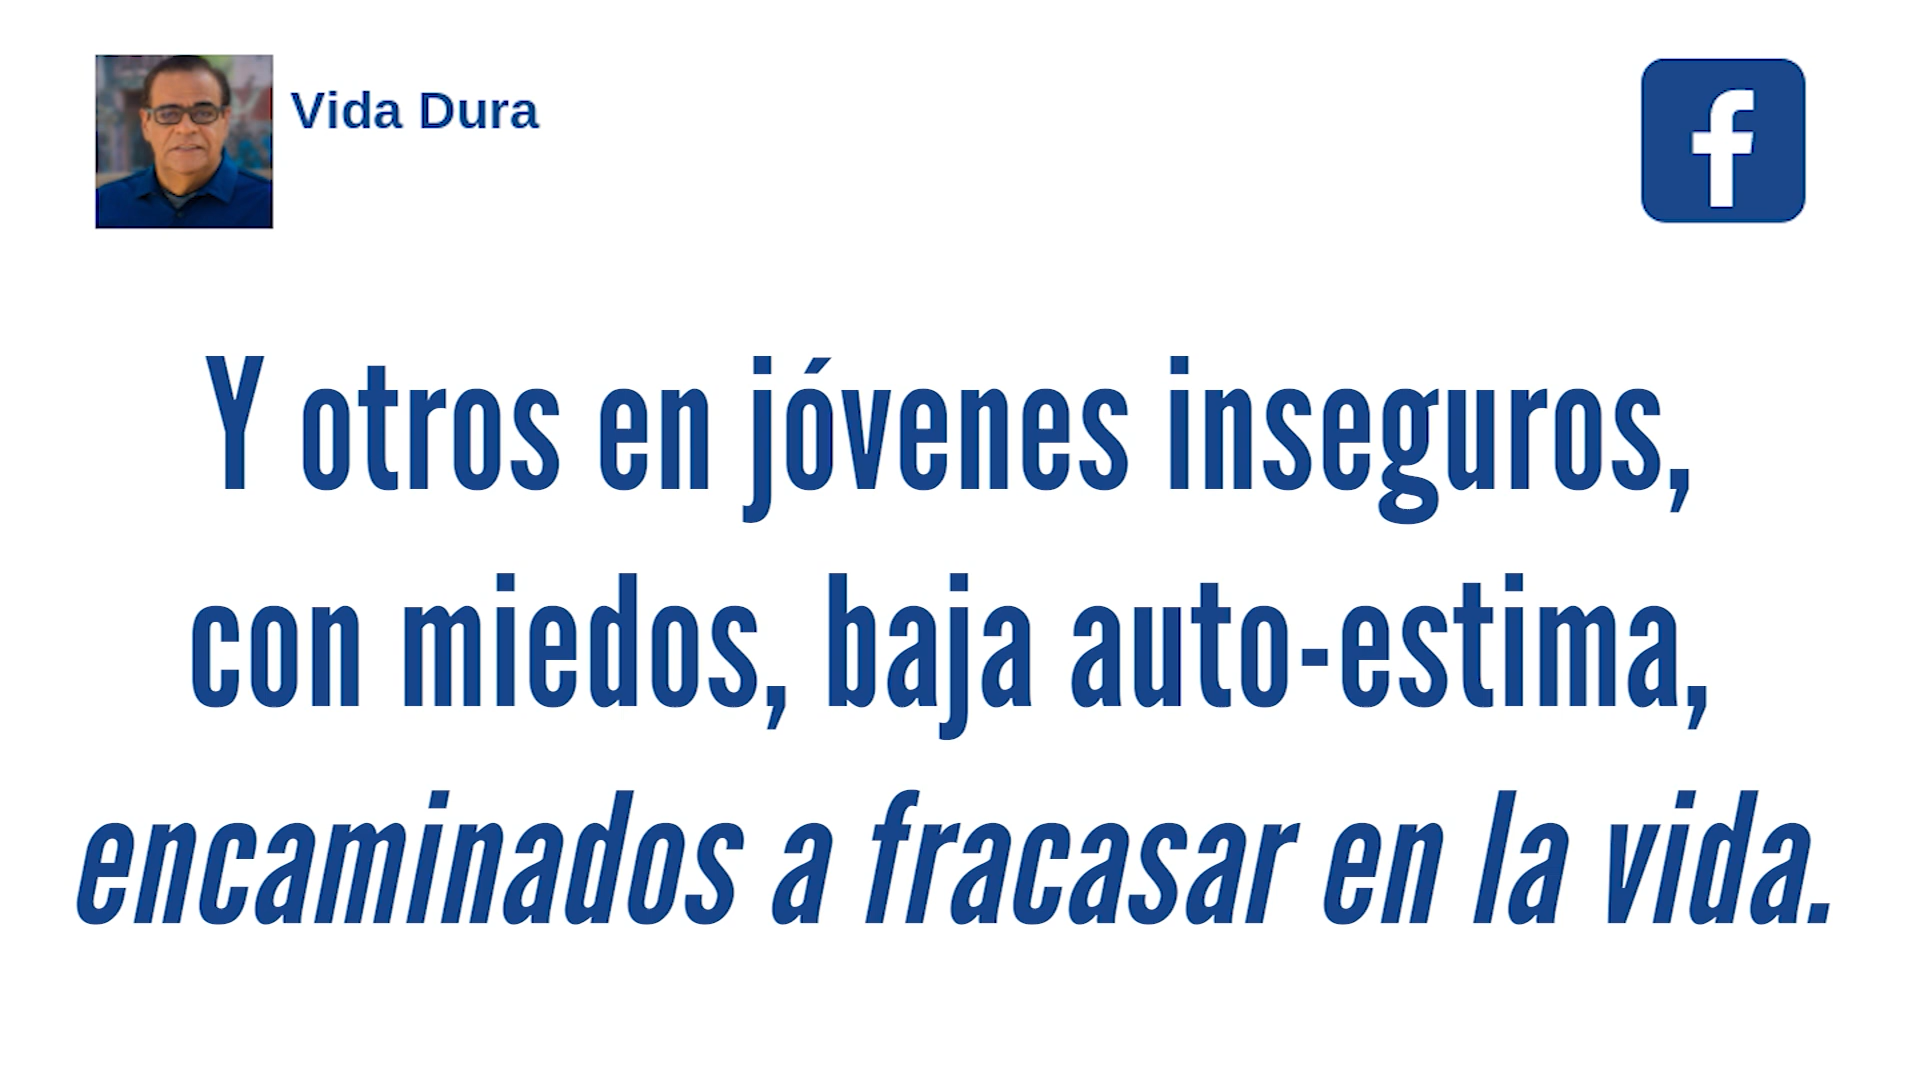 Vida Dura
f
Y otros en jóvenes inseguros,
con miedos, baja auto-estima,
encaminados a fracasar en la vida.